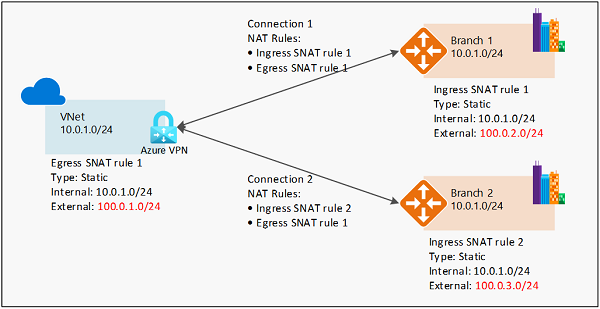 Connection 1
NAT Rules:
• Ingress SNAT rule 1
• Egress SNAT rule 1
Branch 1
10.0.1.0/24
Ingress SNAT rule 1
Type: Static
Internal: 10.0.1.0/24
External: 100.0.2.0/24
VNet
10.0.1.0/24
Azure VPN
Egress SNAT rule 1
Type: Static
Internal: 10.0.1.0/24
External: 100.0.1.0/24
Connection 2
NAT Rules:
• Ingress SNAT rule 2
• Egress SNAT rule 1
Branch 2
10.0.1.0/24
Ingress SNAT rule 2
Type: Static
Internal: 10.0.1.0/24
External: 100.0.3.0/24